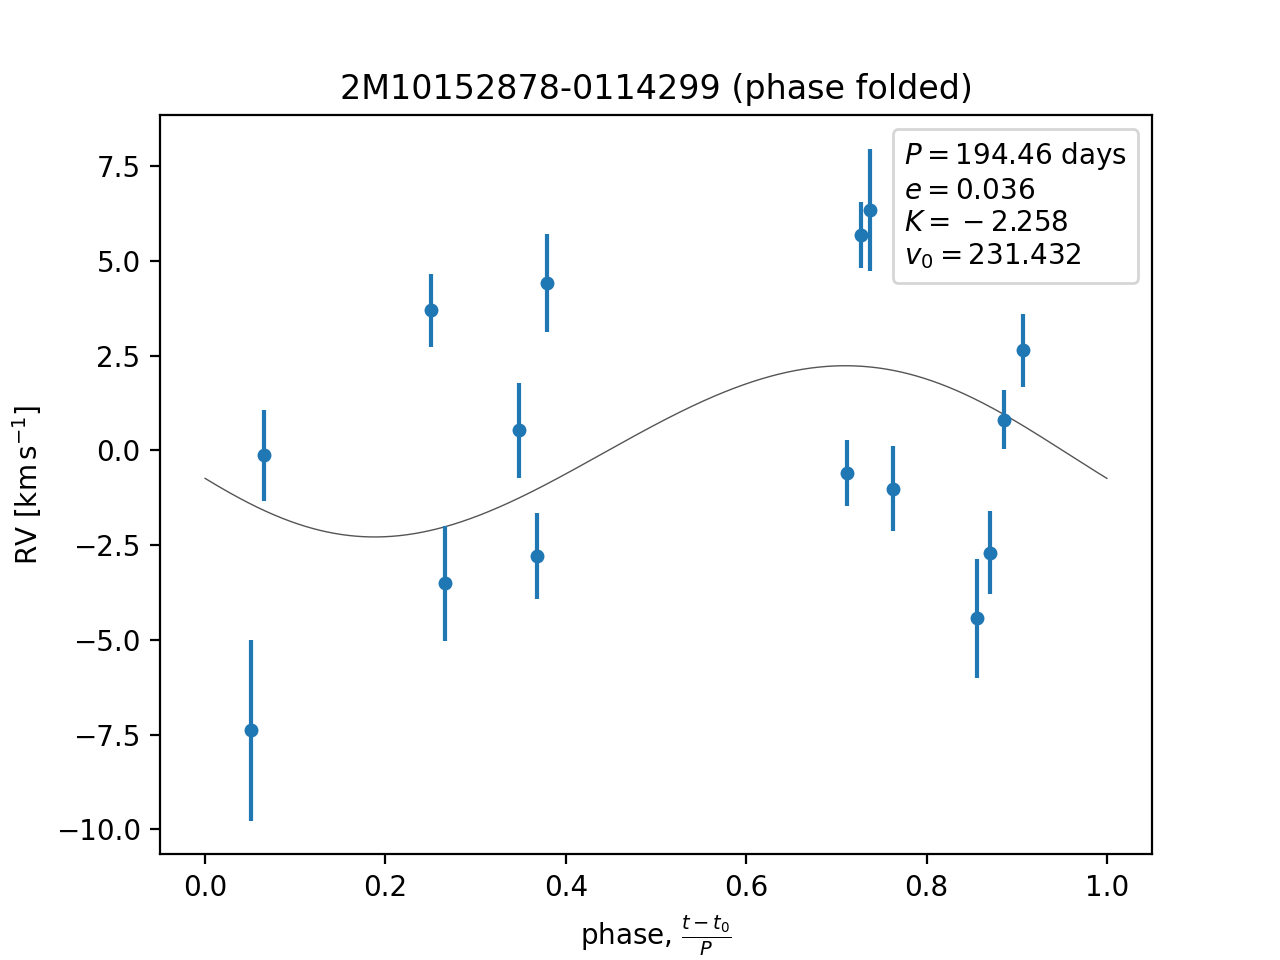 2M10152878-0114299 (phase folded)
P = 194.46 days
e = 0.036
K = −2.258
v₀ = 231.432
7.5
5.0
2.5
0.0
−2.5
−5.0
−7.5
−10.0
RV [km s⁻¹]
0.0 0.2 0.4 0.6 0.8 1.0
phase, (t − t₀)/P